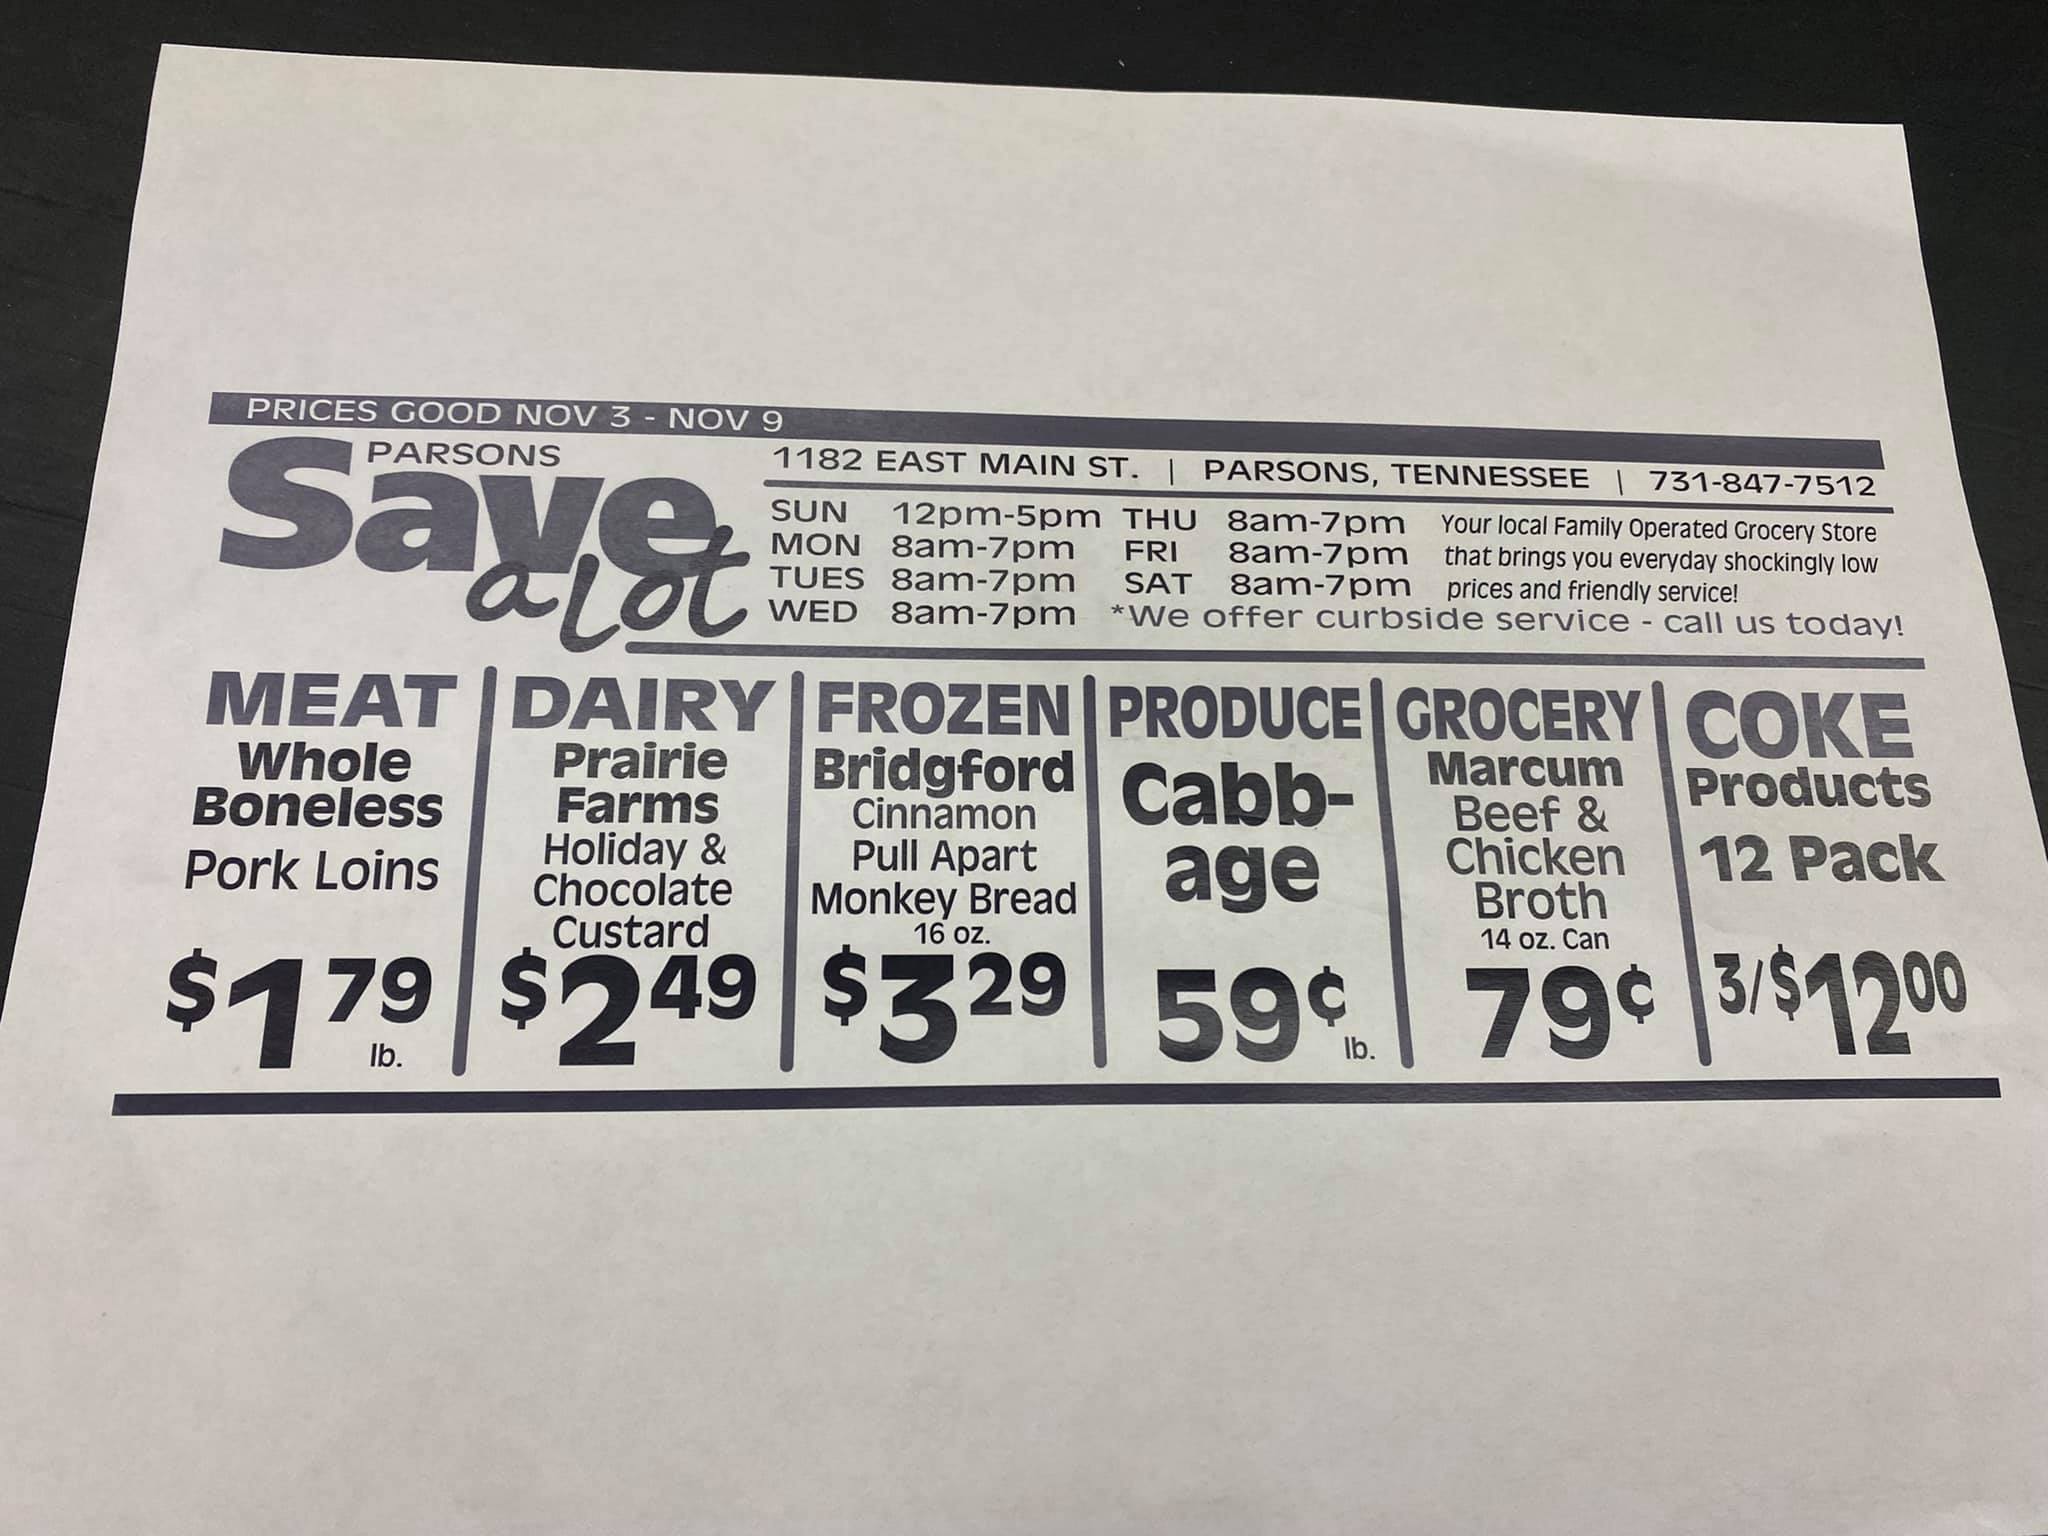 PRICES GOOD NOV 3 - NOV 9
PARSONS
Save
a Lot
1182 EAST MAIN ST. | PARSONS, TENNESSEE | 731-847-7512
SUN 12pm-5pm THU 8am-7pm
MON 8am-7pm FRI 8am-7pm
TUES 8am-7pm SAT 8am-7pm
WED 8am-7pm
Your local Family Operated Grocery Store
that brings you everyday shockingly low
prices and friendly service!
*We offer curbside service - call us today!
MEAT
Whole
Boneless
Pork Loins
$1 79
lb.
DAIRY
Prairie
Farms
Holiday &
Chocolate
Custard
$2 49
FROZEN
Bridgford
Cinnamon
Pull Apart
Monkey Bread
16 oz.
$3 29
PRODUCE
Cabb-
age
59¢
lb.
GROCERY
Marcum
Beef &
Chicken
Broth
14 oz. Can
79¢
COKE
Products
12 Pack
3/$12 00